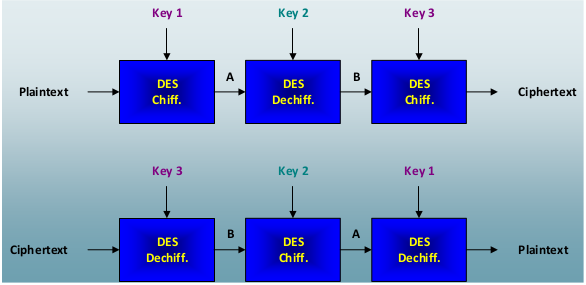 Key 1 Key 2 Key 3
A B
Plaintext DES Chiff. DES Dechiff. DES Chiff. Ciphertext
Key 3 Key 2 Key 1
B A
Ciphertext DES Dechiff. DES Chiff. DES Dechiff. Plaintext